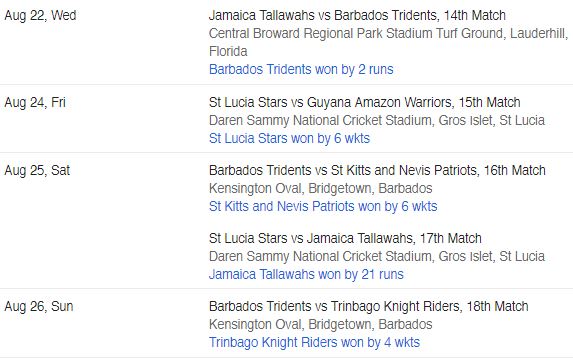 Aug 22, Wed
Jamaica Tallawahs vs Barbados Tridents, 14th Match
Central Broward Regional Park Stadium Turf Ground, Lauderhill,
Florida
Barbados Tridents won by 2 runs
Aug 24, Fri
St Lucia Stars vs Guyana Amazon Warriors, 15th Match
Daren Sammy National Cricket Stadium, Gros Islet, St Lucia
St Lucia Stars won by 6 wkts
Aug 25, Sat
Barbados Tridents vs St Kitts and Nevis Patriots, 16th Match
Kensington Oval, Bridgetown, Barbados
St Kitts and Nevis Patriots won by 6 wkts
St Lucia Stars vs Jamaica Tallawahs, 17th Match
Daren Sammy National Cricket Stadium, Gros Islet, St Lucia
Jamaica Tallawahs won by 21 runs
Aug 26, Sun
Barbados Tridents vs Trinbago Knight Riders, 18th Match
Kensington Oval, Bridgetown, Barbados
Trinbago Knight Riders won by 4 wkts